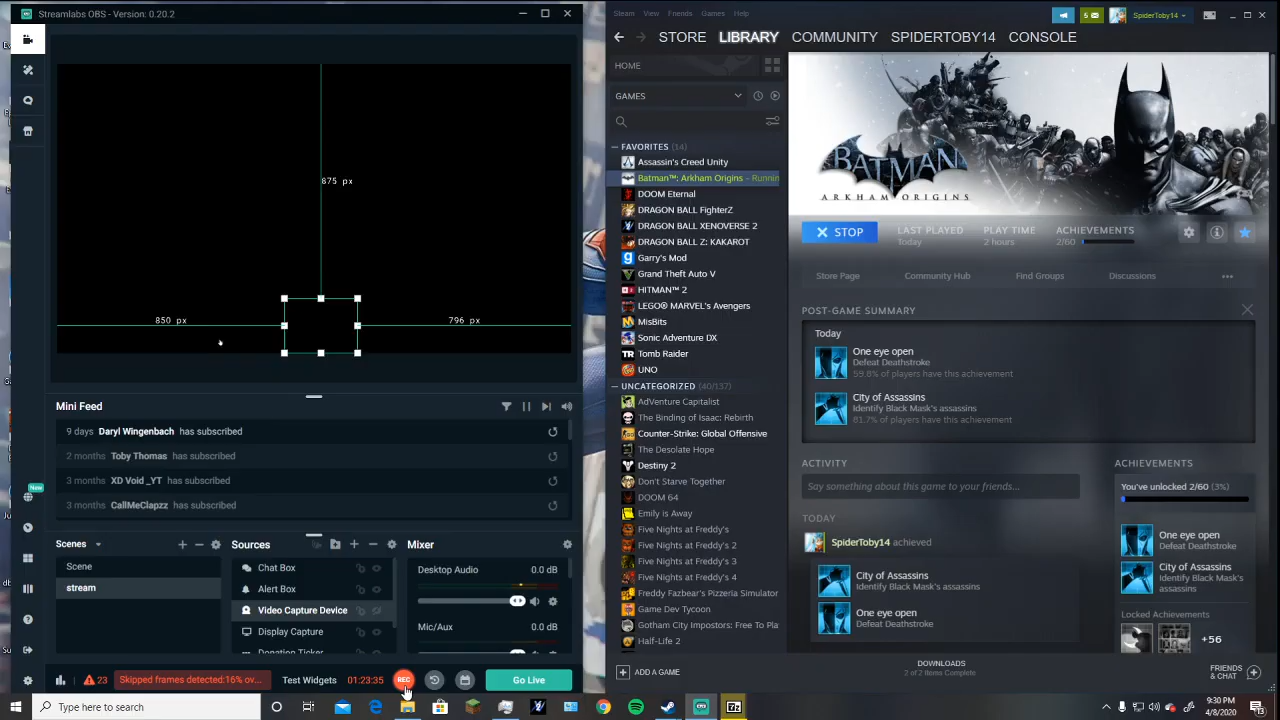 Streamlabs OBS - Version: 0.20.2
875 px
850 px
796 px
Mini Feed
9 days Daryl Wingenbach has subscribed
2 months Toby Thomas has subscribed
3 months XD Void _YT has subscribed
3 months CallMeClapzz has subscribed
New
Scenes
Scene
stream
Sources
Chat Box
Alert Box
Video Capture Device
Display Capture
Donation Ticker
Mixer
Desktop Audio 0.0 dB
Mic/Aux 0.0 dB
23
Skipped frames detected:16% ov...
Test Widgets
01:23:35
REC
Go Live
Steam View Friends Games Help
5
SpiderToby14
STORE LIBRARY COMMUNITY SPIDERTOBY14 CONSOLE
HOME
GAMES
FAVORITES (14)
Assassin's Creed Unity
Batman™: Arkham Origins – Runnin
DOOM Eternal
DRAGON BALL FighterZ
DRAGON BALL XENOVERSE 2
DRAGON BALL Z: KAKAROT
Garry's Mod
Grand Theft Auto V
HITMAN™ 2
LEGO® MARVEL's Avengers
MisBits
Sonic Adventure DX
TR Tomb Raider
UNO
UNCATEGORIZED (40/137)
AdVenture Capitalist
The Binding of Isaac: Rebirth
Counter-Strike: Global Offensive
The Desolate Hope
Destiny 2
Don't Starve Together
DOOM 64
Emily is Away
Five Nights at Freddy's
Five Nights at Freddy's 2
Five Nights at Freddy's 3
Five Nights at Freddy's 4
Freddy Fazbear's Pizzeria Simulator
Game Dev Tycoon
Gotham City Impostors: Free To Pla
Half-Life 2
ADD A GAME
BATMAN
ARKHAM ORIGINS
STOP
LAST PLAYED
Today
PLAY TIME
2 hours
ACHIEVEMENTS
2/60
Store Page
Community Hub
Find Groups
Discussions
POST-GAME SUMMARY
Today
One eye open
Defeat Deathstroke
59.8% of players have this achievement
City of Assassins
Identify Black Mask's assassins
81.7% of players have this achievement
ACTIVITY
Say something about this game to your friends...
TODAY
SpiderToby14 achieved
City of Assassins
Identify Black Mask's assassins
One eye open
Defeat Deathstroke
ACHIEVEMENTS
You've unlocked 2/60 (3%)
One eye open
Defeat Deathstroke
City of Assassins
Identify Black Mask's
assassins
Locked Achievements
+56
DOWNLOADS
2 of 2 Items Complete
FRIENDS
& CHAT
Type here to search
9:30 PM
4/8/2020